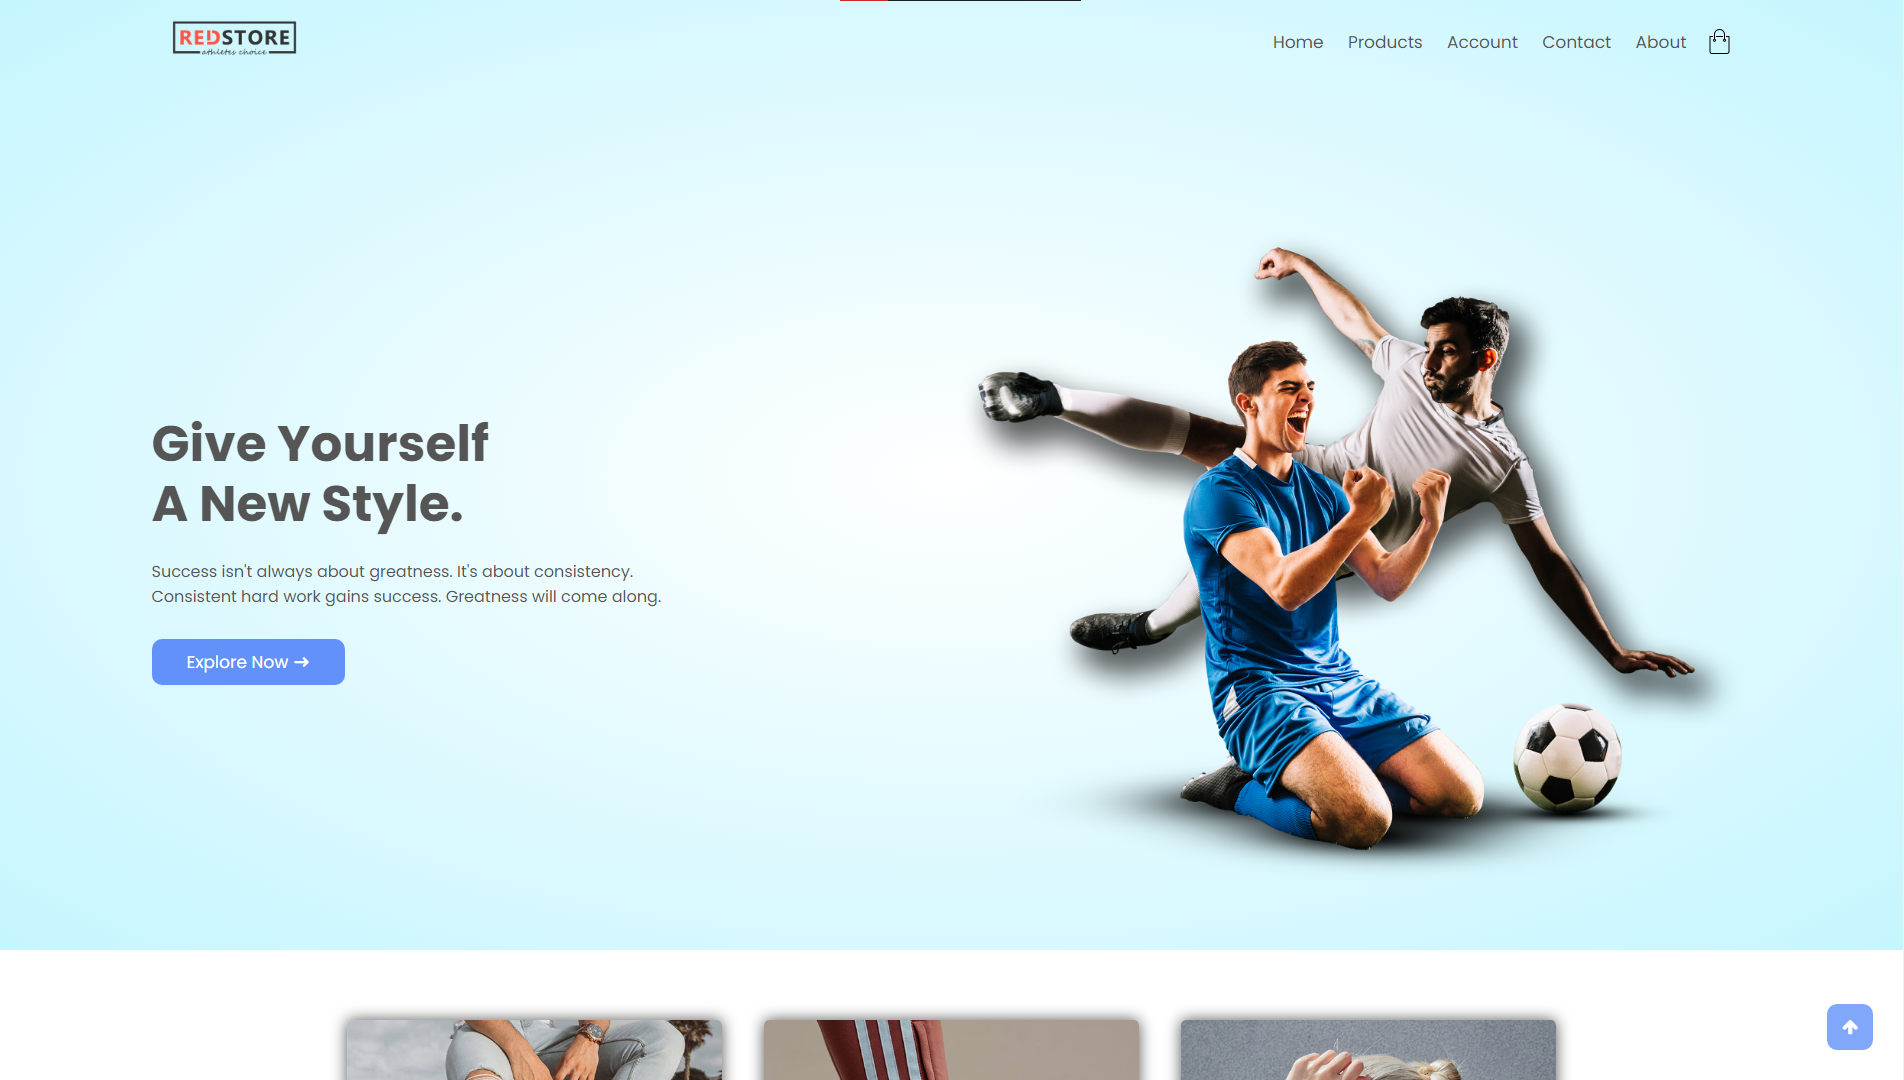 REDSTORE
athletes choice
Home Products Account Contact About
Give Yourself
A New Style.
Success isn't always about greatness. It's about consistency.
Consistent hard work gains success. Greatness will come along.
Explore Now →